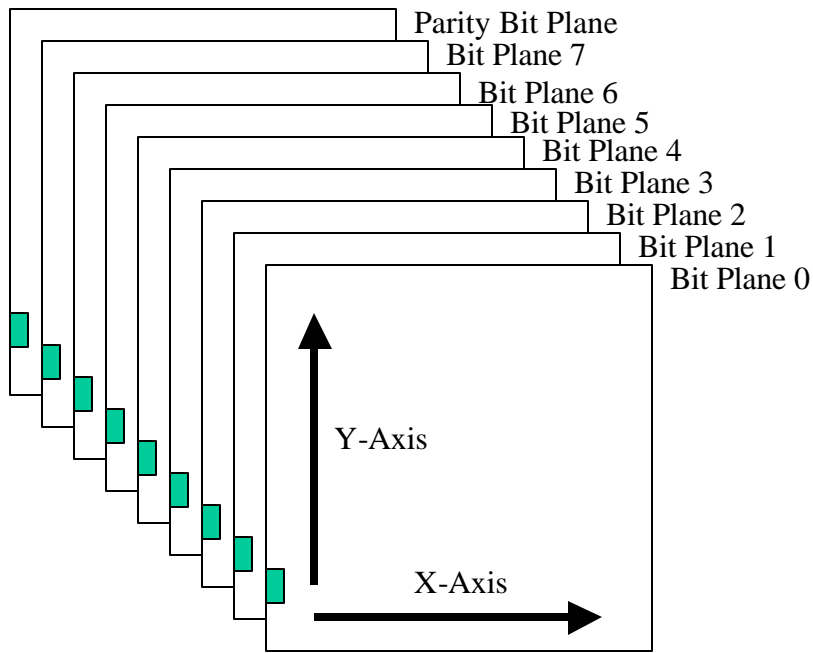 Parity Bit Plane
Bit Plane 7
Bit Plane 6
Bit Plane 5
Bit Plane 4
Bit Plane 3
Bit Plane 2
Bit Plane 1
Bit Plane 0
Y-Axis
X-Axis